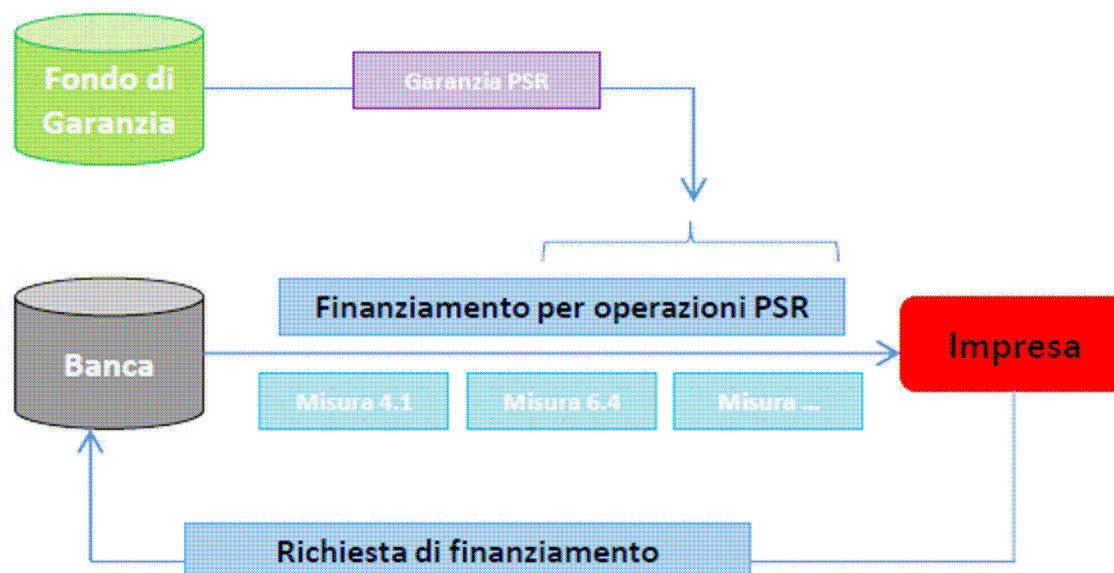 Fondo di
Garanzia
Garanzia PSR
Finanziamento per operazioni PSR
Banca
Impresa
Misura 4.1
Misura 6.4
Misura ...
Richiesta di finanziamento